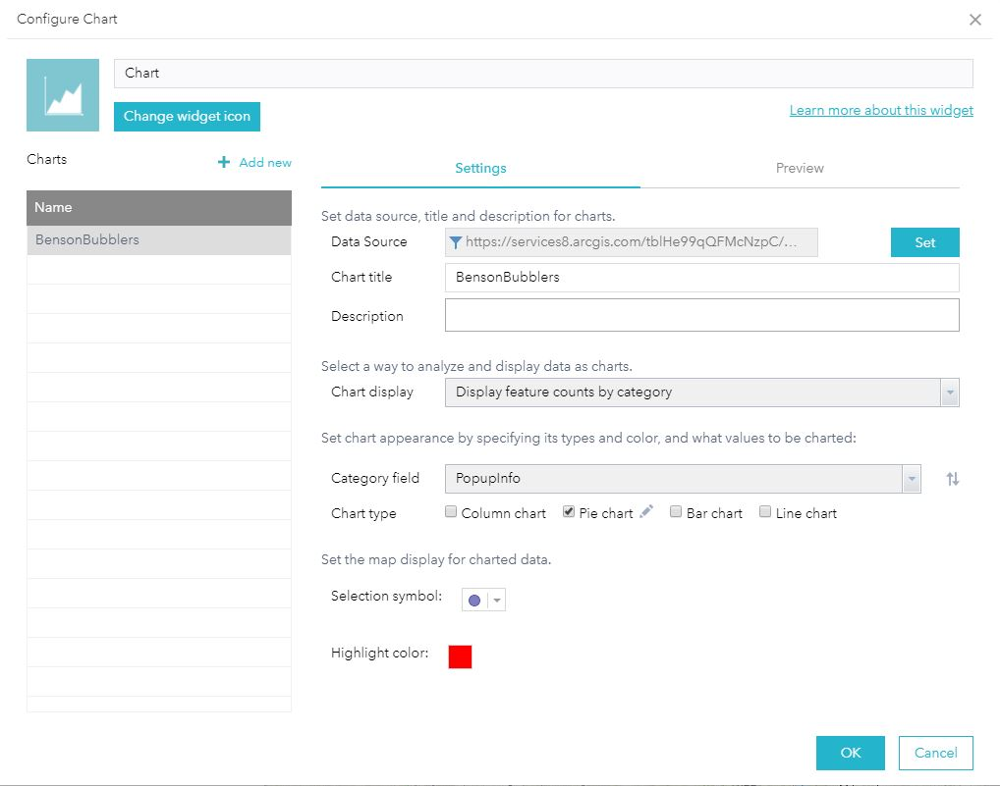 Configure Chart
Chart
Change widget icon
Learn more about this widget
Charts
Add new
Name
BensonBubblers
Settings
Preview
Set data source, title and description for charts.
Data Source
https://services8.arcgis.com/tblHe99qQFMcNzpC/...
Set
Chart title
BensonBubblers
Description
Select a way to analyze and display data as charts.
Chart display
Display feature counts by category
Set chart appearance by specifying its types and color, and what values to be charted:
Category field
PopupInfo
Chart type
Column chart
Pie chart
Bar chart
Line chart
Set the map display for charted data.
Selection symbol:
Highlight color:
OK
Cancel